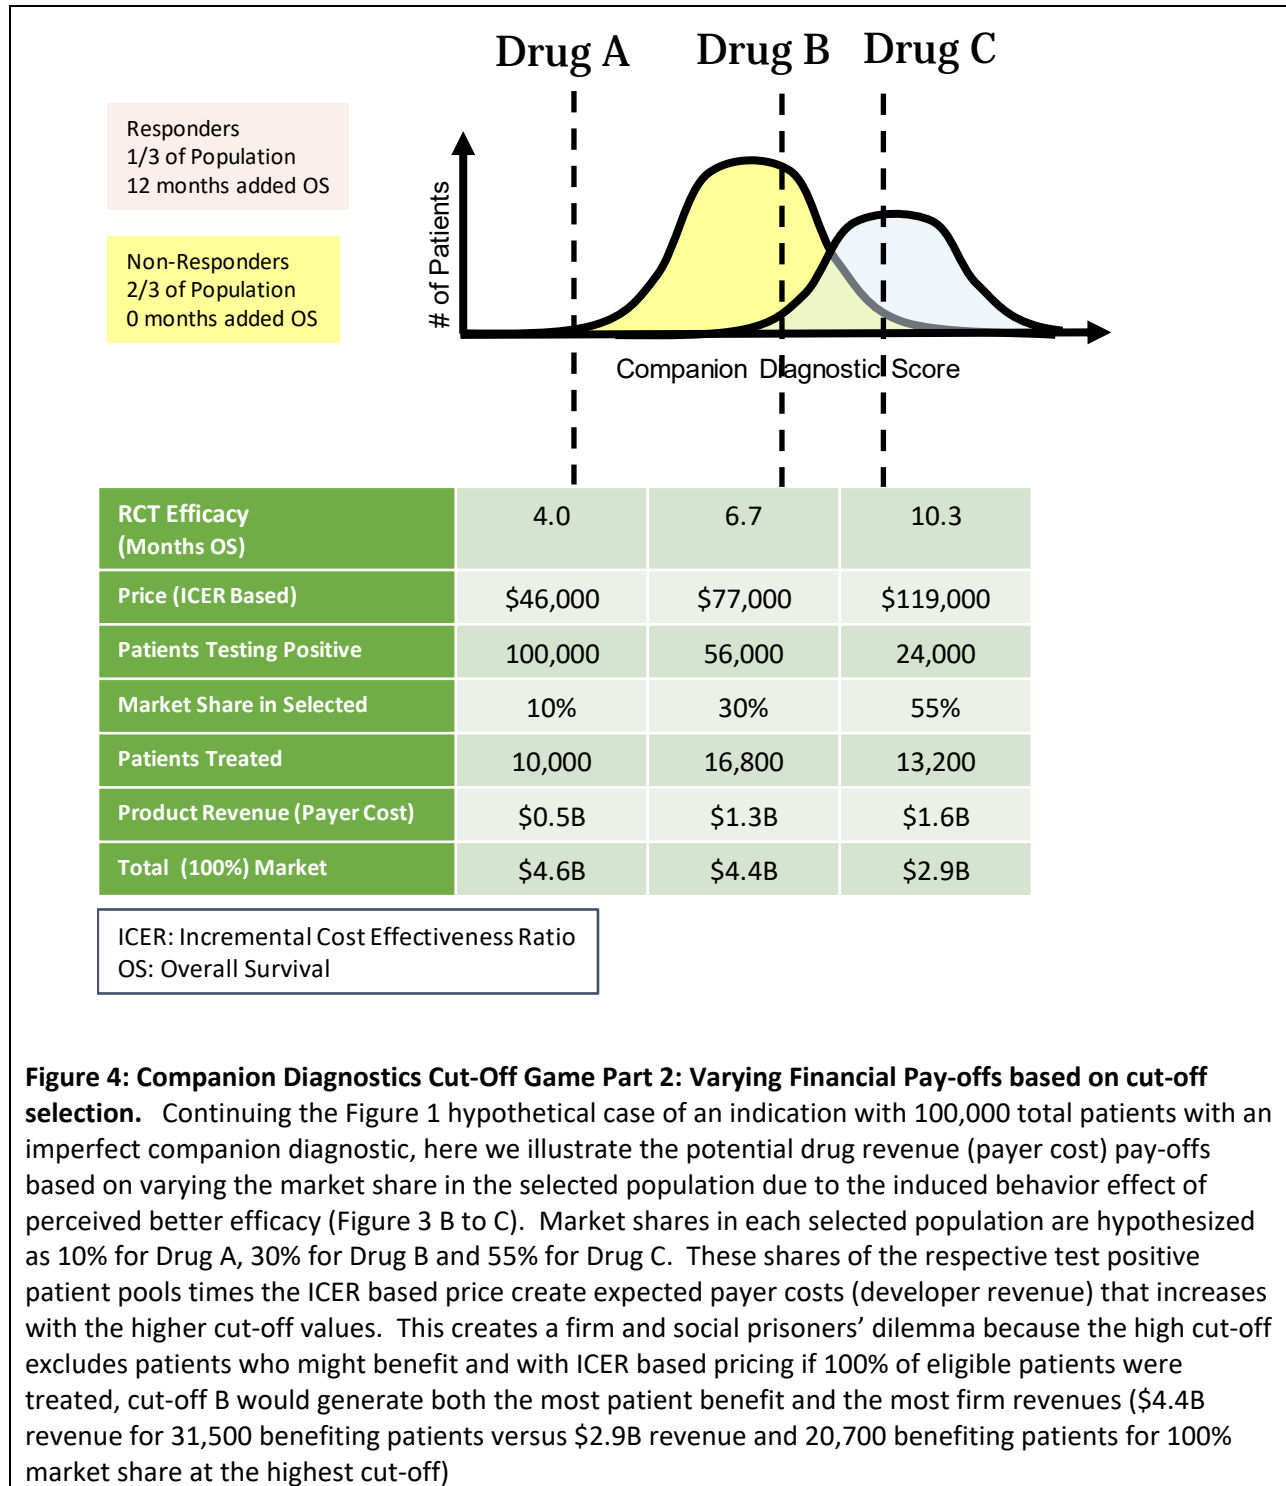 Drug A Drug B Drug C
Responders
1/3 of Population
12 months added OS
Non-Responders
2/3 of Population
0 months added OS
# of Patients
Companion Diagnostic Score
RCT Efficacy
(Months OS) 4.0 6.7 10.3
Price (ICER Based) $46,000 $77,000 $119,000
Patients Testing Positive 100,000 56,000 24,000
Market Share in Selected 10% 30% 55%
Patients Treated 10,000 16,800 13,200
Product Revenue (Payer Cost) $0.5B $1.3B $1.6B
Total (100%) Market $4.6B $4.4B $2.9B
ICER: Incremental Cost Effectiveness Ratio
OS: Overall Survival
Figure 4: Companion Diagnostics Cut-Off Game Part 2: Varying Financial Pay-offs based on cut-off
selection. Continuing the Figure 1 hypothetical case of an indication with 100,000 total patients with an
imperfect companion diagnostic, here we illustrate the potential drug revenue (payer cost) pay-offs
based on varying the market share in the selected population due to the induced behavior effect of
perceived better efficacy (Figure 3 B to C). Market shares in each selected population are hypothesized
as 10% for Drug A, 30% for Drug B and 55% for Drug C. These shares of the respective test positive
patient pools times the ICER based price create expected payer costs (developer revenue) that increases
with the higher cut-off values. This creates a firm and social prisoners' dilemma because the high cut-off
excludes patients who might benefit and with ICER based pricing if 100% of eligible patients were
treated, cut-off B would generate both the most patient benefit and the most firm revenues ($4.4B
revenue for 31,500 benefiting patients versus $2.9B revenue and 20,700 benefiting patients for 100%
market share at the highest cut-off)